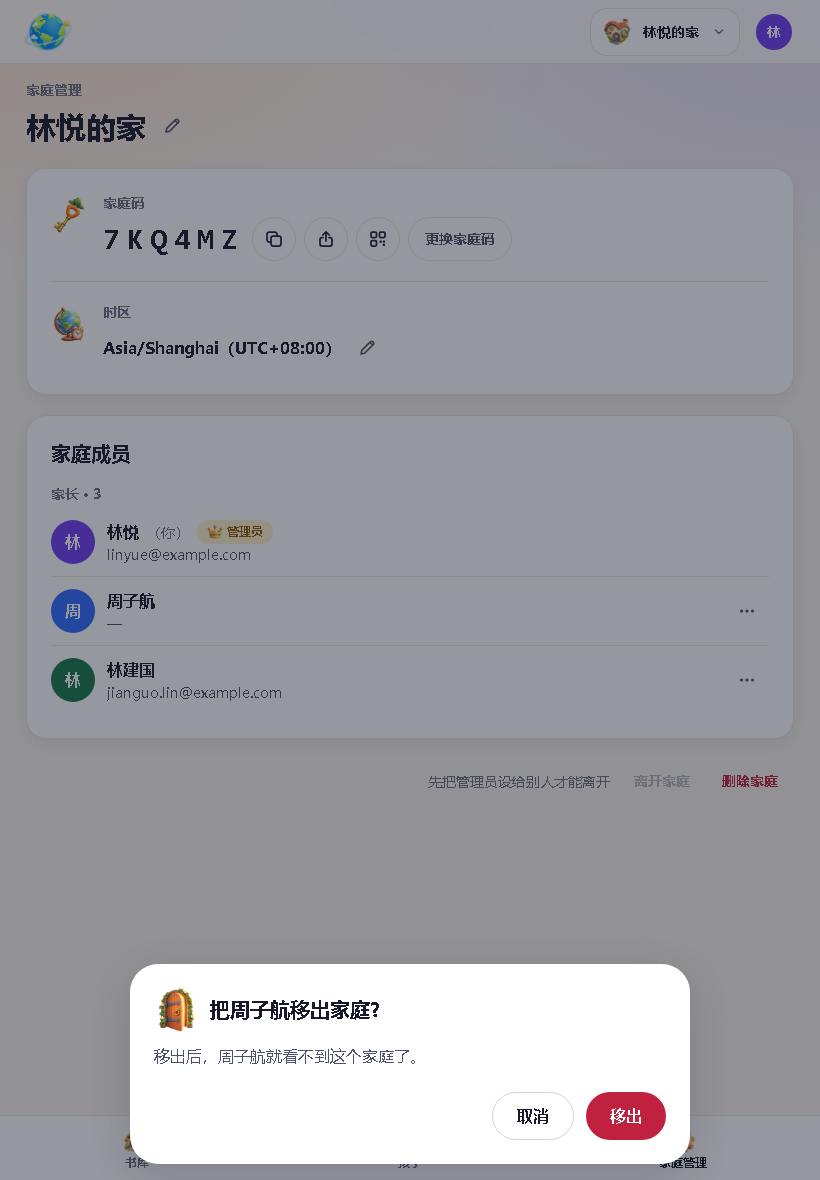 林悦的家
林
家庭管理
林悦的家
家庭码
7KQ4MZ
更换家庭码
时区
Asia/Shanghai (UTC+08:00)
家庭成员
家长 • 3
林
林悦 (你) 管理员
linyue@example.com
周
周子航
—
林
林建国
jianguo.lin@example.com
先把管理员设给别人才能离开 离开家庭 删除家庭
把周子航移出家庭?
移出后，周子航就看不到这个家庭了。
取消 移出
书库
家庭管理